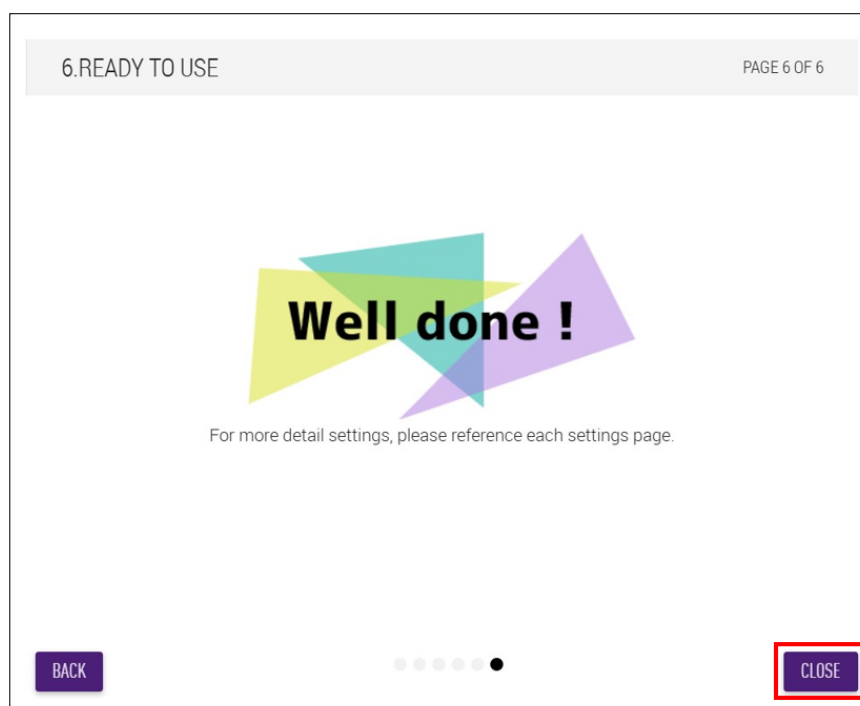 6.READY TO USE
PAGE 6 OF 6
Well done !
For more detail settings, please reference each settings page.
BACK
CLOSE